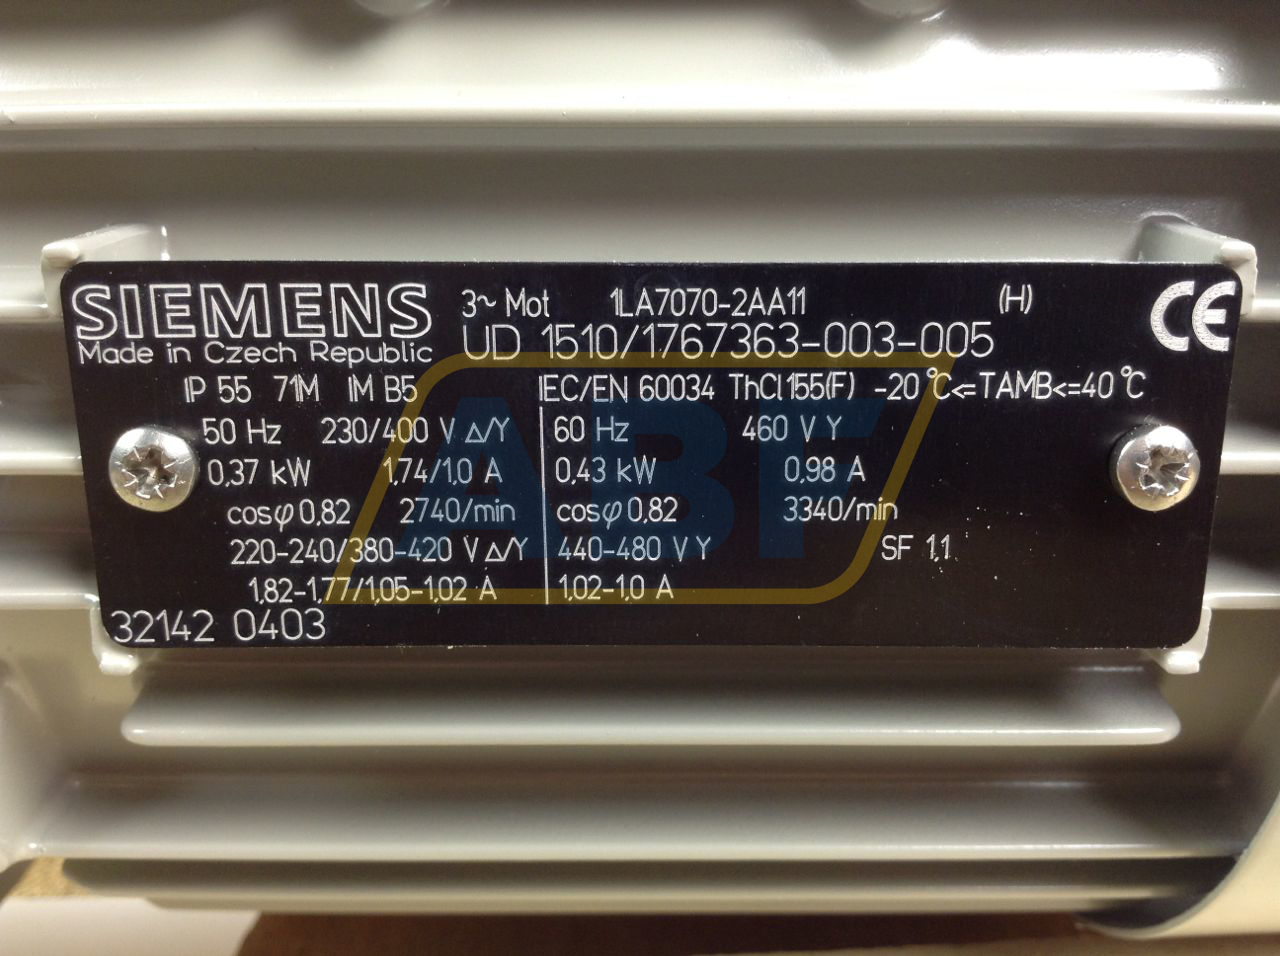 SIEMENS 3~ Mot 1LA7070-2AA11 (H) CE
Made in Czech Republic UD 1510/1767363-003-005
IP 55 71M IM B5 IEC/EN 60034 ThCl.155(F) -20°C<=TAMB<=40°C
50 Hz 230/400 V Δ/Y 60 Hz 460 V Y
0,37 kW 1,74/1,0 A 0,43 kW 0,98 A
cosφ 0,82 2740/min cosφ 0,82 3340/min
220-240/380-420 V Δ/Y 440-480 V Y SF 1,1
1,82-1,77/1,05-1,02 A 1,02-1,0 A
32142 0403
ABF